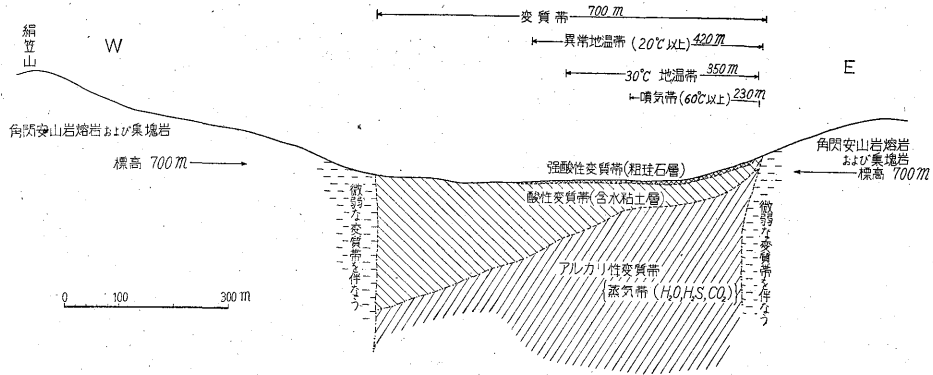 変質帯 700m
異常地温帯(20℃以上) 420m
30℃ 地温帯 350m
噴気帯(60℃以上) 230m
絹笠山
W
E
角閃安山岩熔岩および集塊岩
標高 700m
角閃安山岩熔岩
および集塊岩
標高 700m
强酸性変質帯(粗珪石層)
酸性変質帯(含水粘土層)
微弱な変質帯を伴なう
微弱な変質帯を伴なう
アルカリ性変質帯
{蒸気帯(H₂O,H₂S,CO₂)}
0 100 300 m